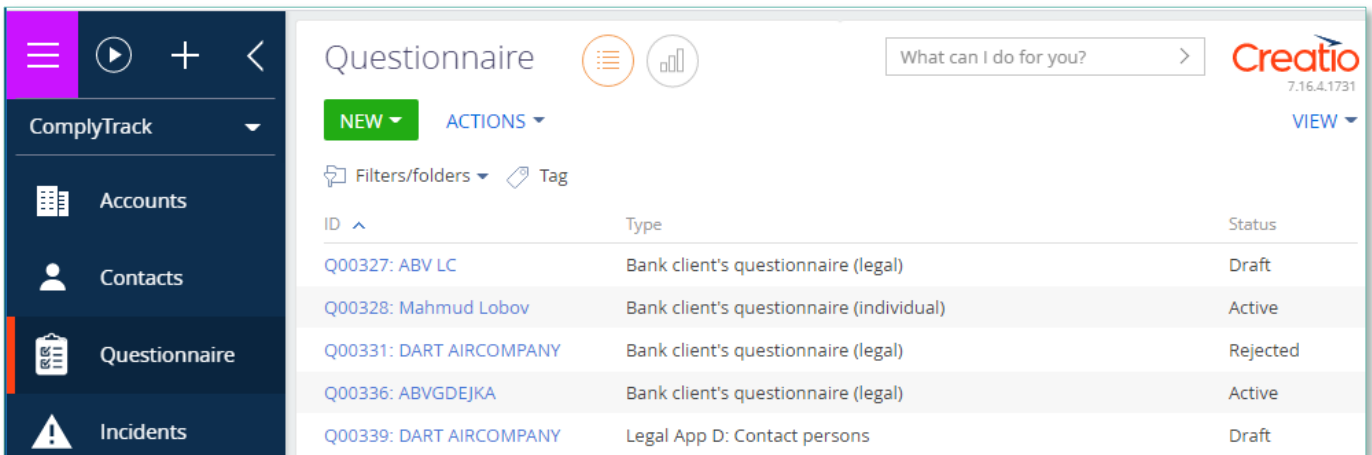 Questionnaire
What can I do for you?
Creatio
7.16.4.1731
ComplyTrack
NEW
ACTIONS
VIEW
Filters/folders
Tag
Accounts
Contacts
Questionnaire
Incidents
ID Type Status
Q00327: ABV LC Bank client's questionnaire (legal) Draft
Q00328: Mahmud Lobov Bank client's questionnaire (individual) Active
Q00331: DART AIRCOMPANY Bank client's questionnaire (legal) Rejected
Q00336: ABVGDEJKA Bank client's questionnaire (legal) Active
Q00339: DART AIRCOMPANY Legal App D: Contact persons Draft